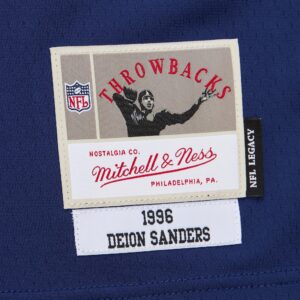 THROWBACKS
NFL
NOSTALGIA CO.
Mitchell & Ness
PHILADELPHIA, PA.
NFL LEGACY
1996
DEION SANDERS